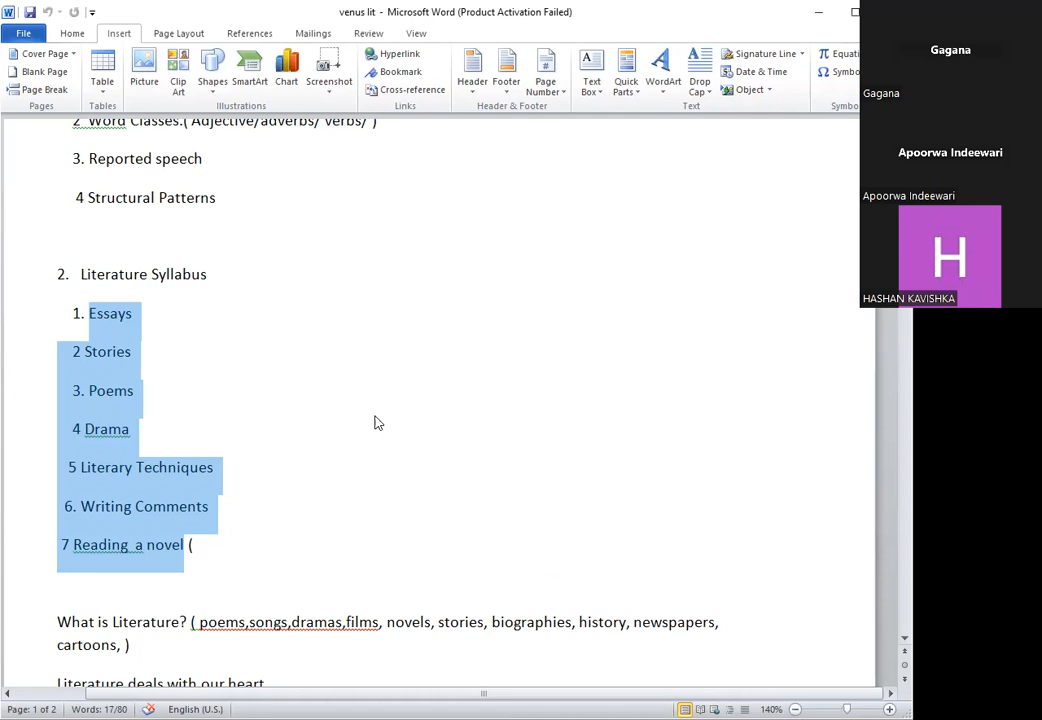 venus lit - Microsoft Word (Product Activation Failed)
File Home Insert Page Layout References Mailings Review View
Cover Page
Blank Page
Page Break
Pages
Table
Tables
Picture
Clip Art
Shapes
SmartArt
Chart
Screenshot
Illustrations
Hyperlink
Bookmark
Cross-reference
Links
Header
Footer
Page Number
Header & Footer
Text Box
Quick Parts
WordArt
Drop Cap
Signature Line
Date & Time
Object
Text
Equati
Symbo
Symbo
Gagana
Gagana
Apoorwa Indeewari
Apoorwa Indeewari
H
HASHAN KAVISHKA
2 Word Classes.( Adjective/adverbs/ verbs/ )
3. Reported speech
4 Structural Patterns
2. Literature Syllabus
1. Essays
2 Stories
3. Poems
4 Drama
5 Literary Techniques
6. Writing Comments
7 Reading a novel (
What is Literature? ( poems,songs,dramas,films, novels, stories, biographies, history, newspapers,
cartoons, )
Literature deals with our heart
Page: 1 of 2 Words: 17/80 English (U.S.) 140%